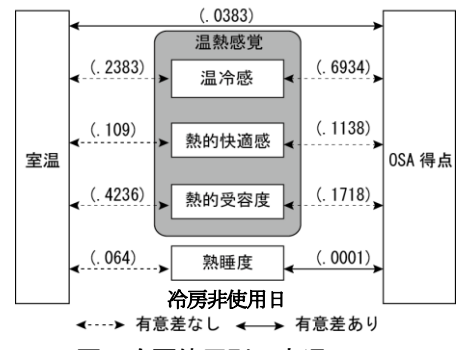 (.0383)
温熱感覚
(.2383) 温冷感 (.6934)
(.109) 熱的快適感 (.1138)
室温 OSA 得点
(.4236) 熱的受容度 (.1718)
(.064) 熟睡度 (.0001)
冷房非使用日
有意差なし 有意差あり